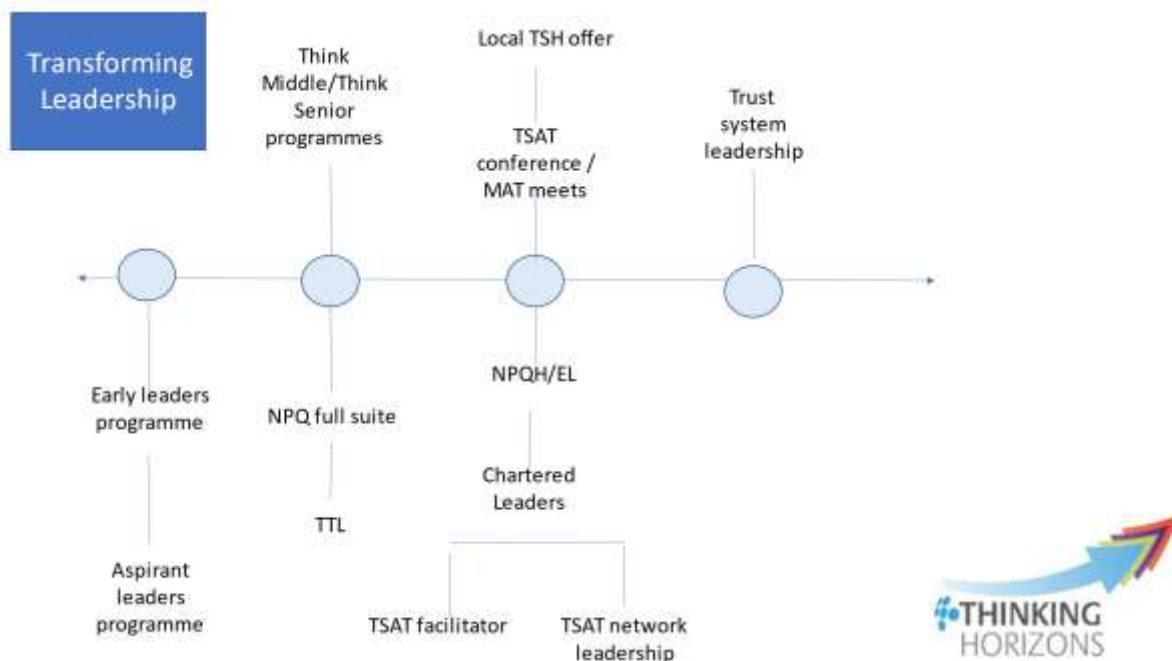 Transforming
Leadership
Think
Middle/Think
Senior
programmes
Local TSH offer
TSAT
conference /
MAT meets
Trust
system
leadership
Early leaders
programme
Aspirant
leaders
programme
NPQ full suite
TTL
NPQH/EL
Chartered
Leaders
TSAT facilitator
TSAT network
leadership
THINKING
HORIZONS